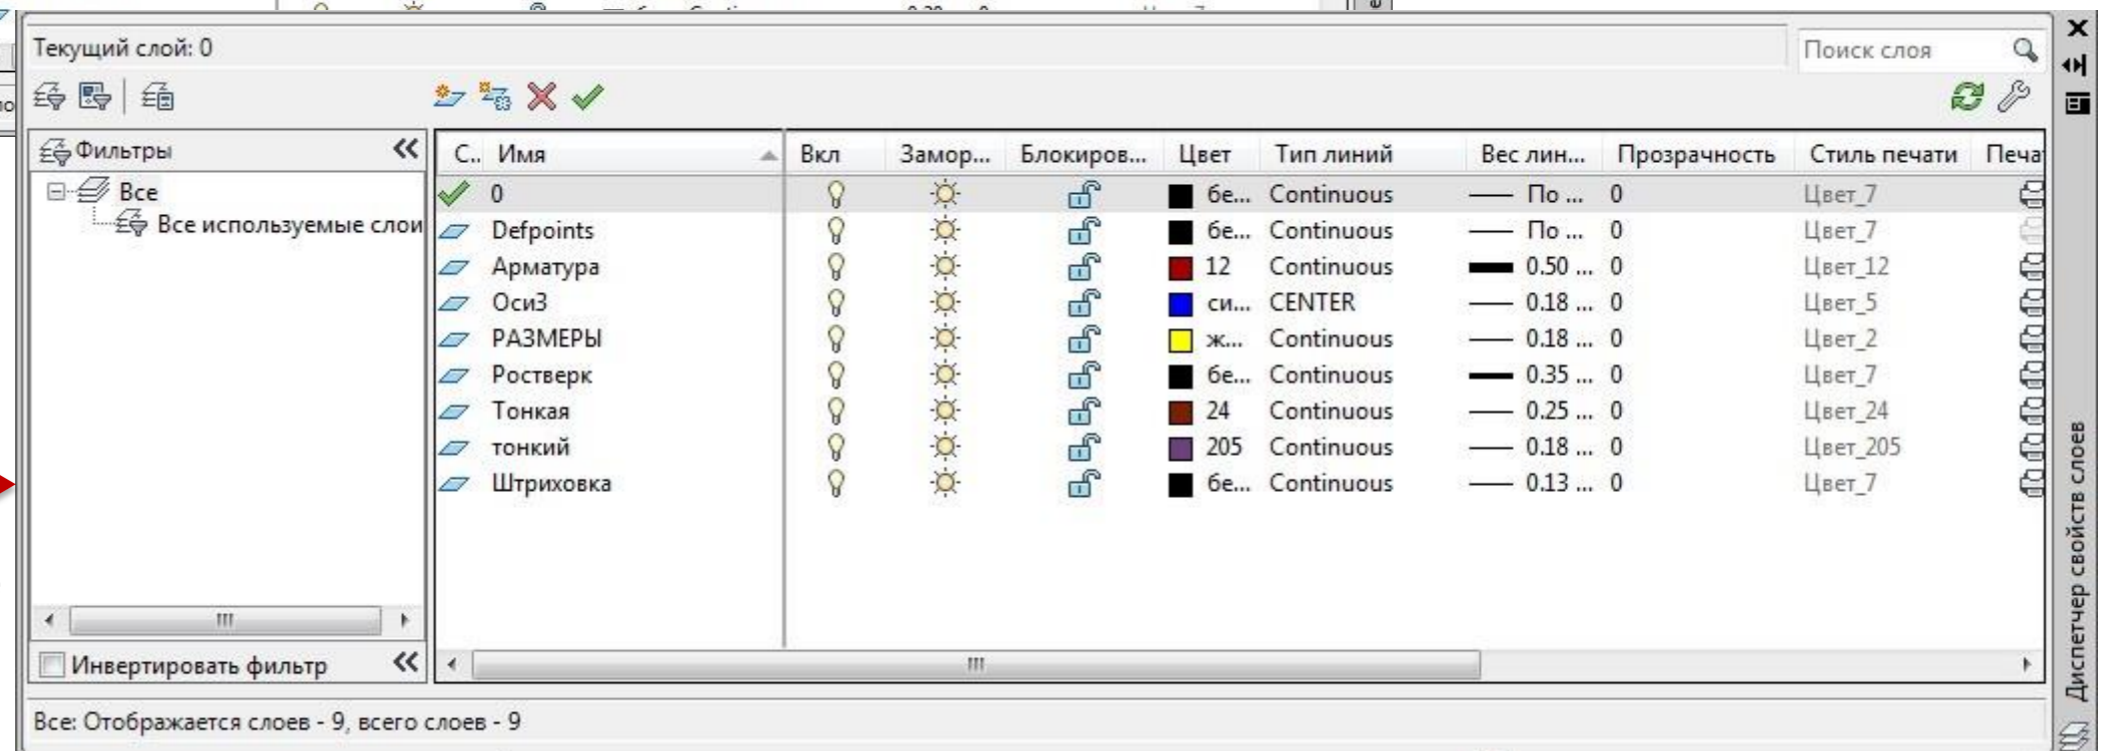 Текущий слой: 0
Поиск слоя
Фильтры
Все
Все используемые слои
С.. Имя Вкл Замор... Блокиров... Цвет Тип линий Вес лин... Прозрачность Стиль печати Печа
0 бе... Continuous По ... 0 Цвет_7
Defpoints бе... Continuous По ... 0 Цвет_7
Арматура 12 Continuous 0.50 ... 0 Цвет_12
Оси3 си... CENTER 0.18 ... 0 Цвет_5
РАЗМЕРЫ ж... Continuous 0.18 ... 0 Цвет_2
Ростверк бе... Continuous 0.35 ... 0 Цвет_7
Тонкая 24 Continuous 0.25 ... 0 Цвет_24
тонкий 205 Continuous 0.18 ... 0 Цвет_205
Штриховка бе... Continuous 0.13 ... 0 Цвет_7
Инвертировать фильтр
Все: Отображается слоев - 9, всего слоев - 9
Диспетчер свойств слоев